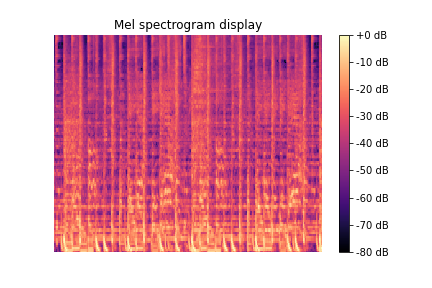 Mel spectrogram display
+0 dB
-10 dB
-20 dB
-30 dB
-40 dB
-50 dB
-60 dB
-70 dB
-80 dB